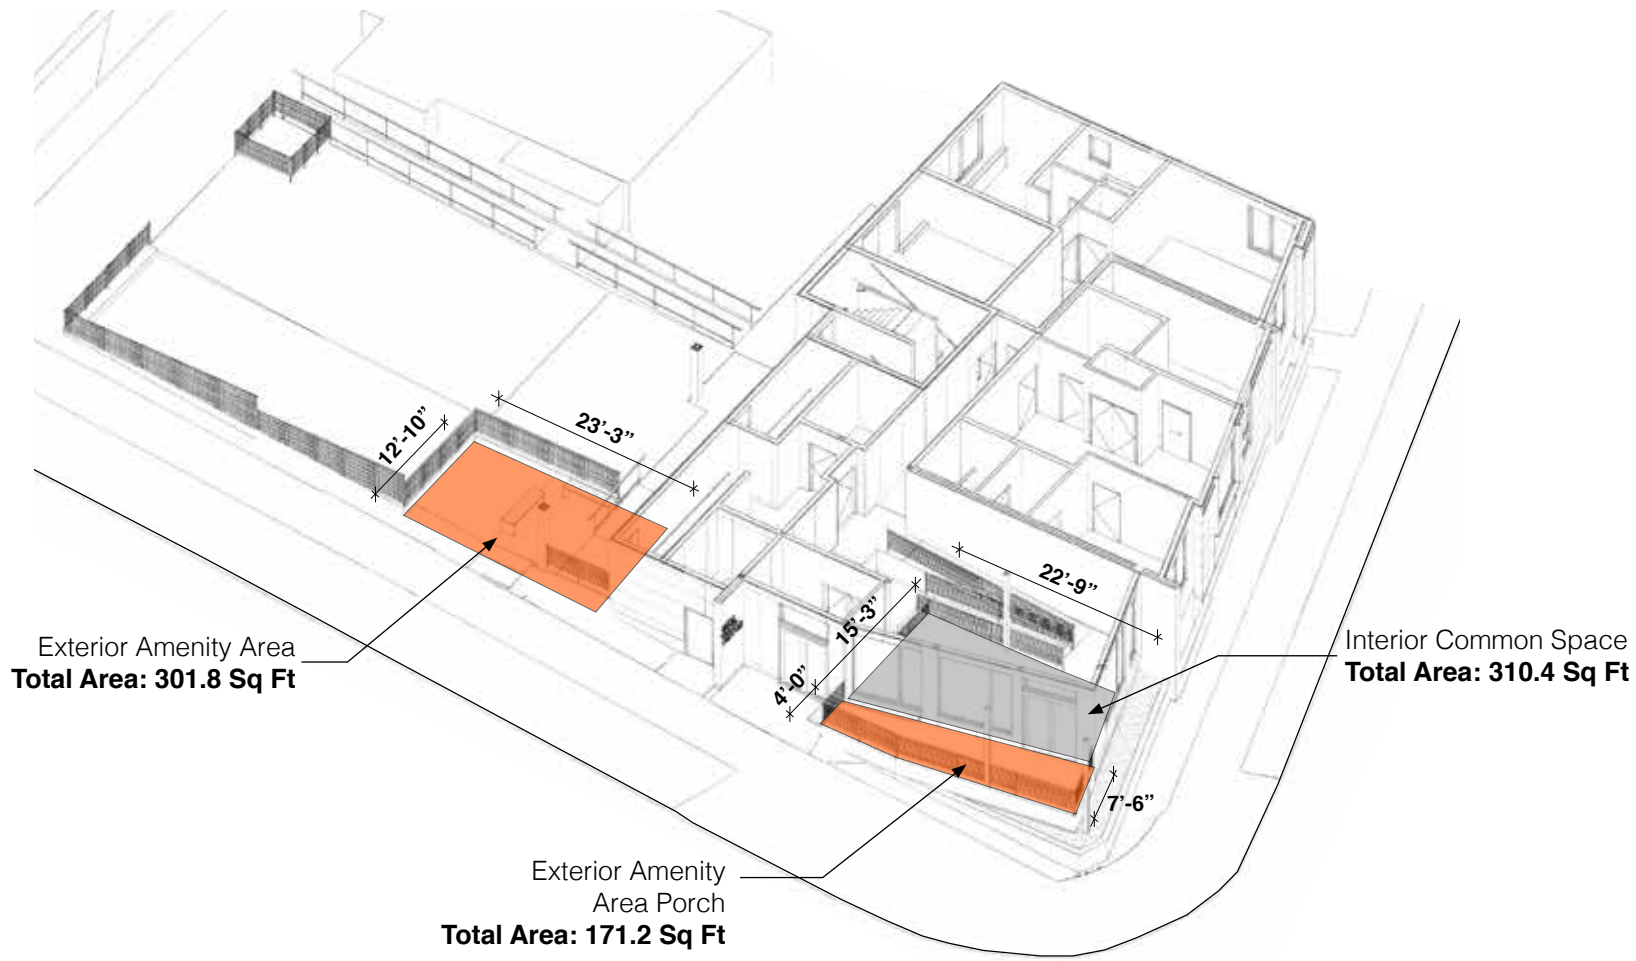 12’-10”
23’-3”
22’-9”
15’-3”
4’-0”
7’-6”
Exterior Amenity Area
Total Area: 301.8 Sq Ft
Interior Common Space
Total Area: 310.4 Sq Ft
Exterior Amenity
Area Porch
Total Area: 171.2 Sq Ft